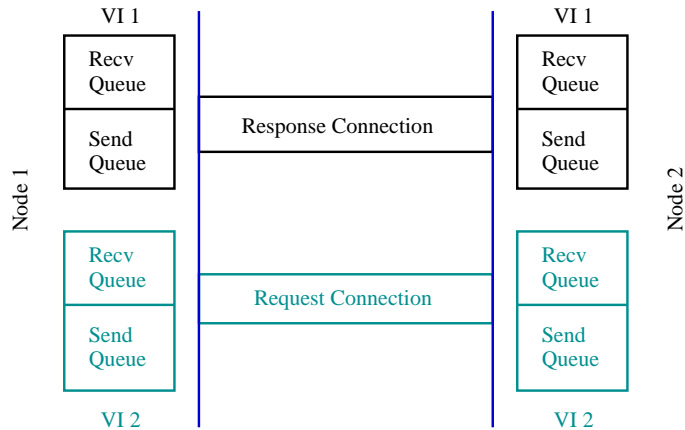 VI 1
VI 1
Recv
Queue
Send
Queue
Response Connection
Recv
Queue
Send
Queue
Node 1
Node 2
Recv
Queue
Send
Queue
Request Connection
Recv
Queue
Send
Queue
VI 2
VI 2